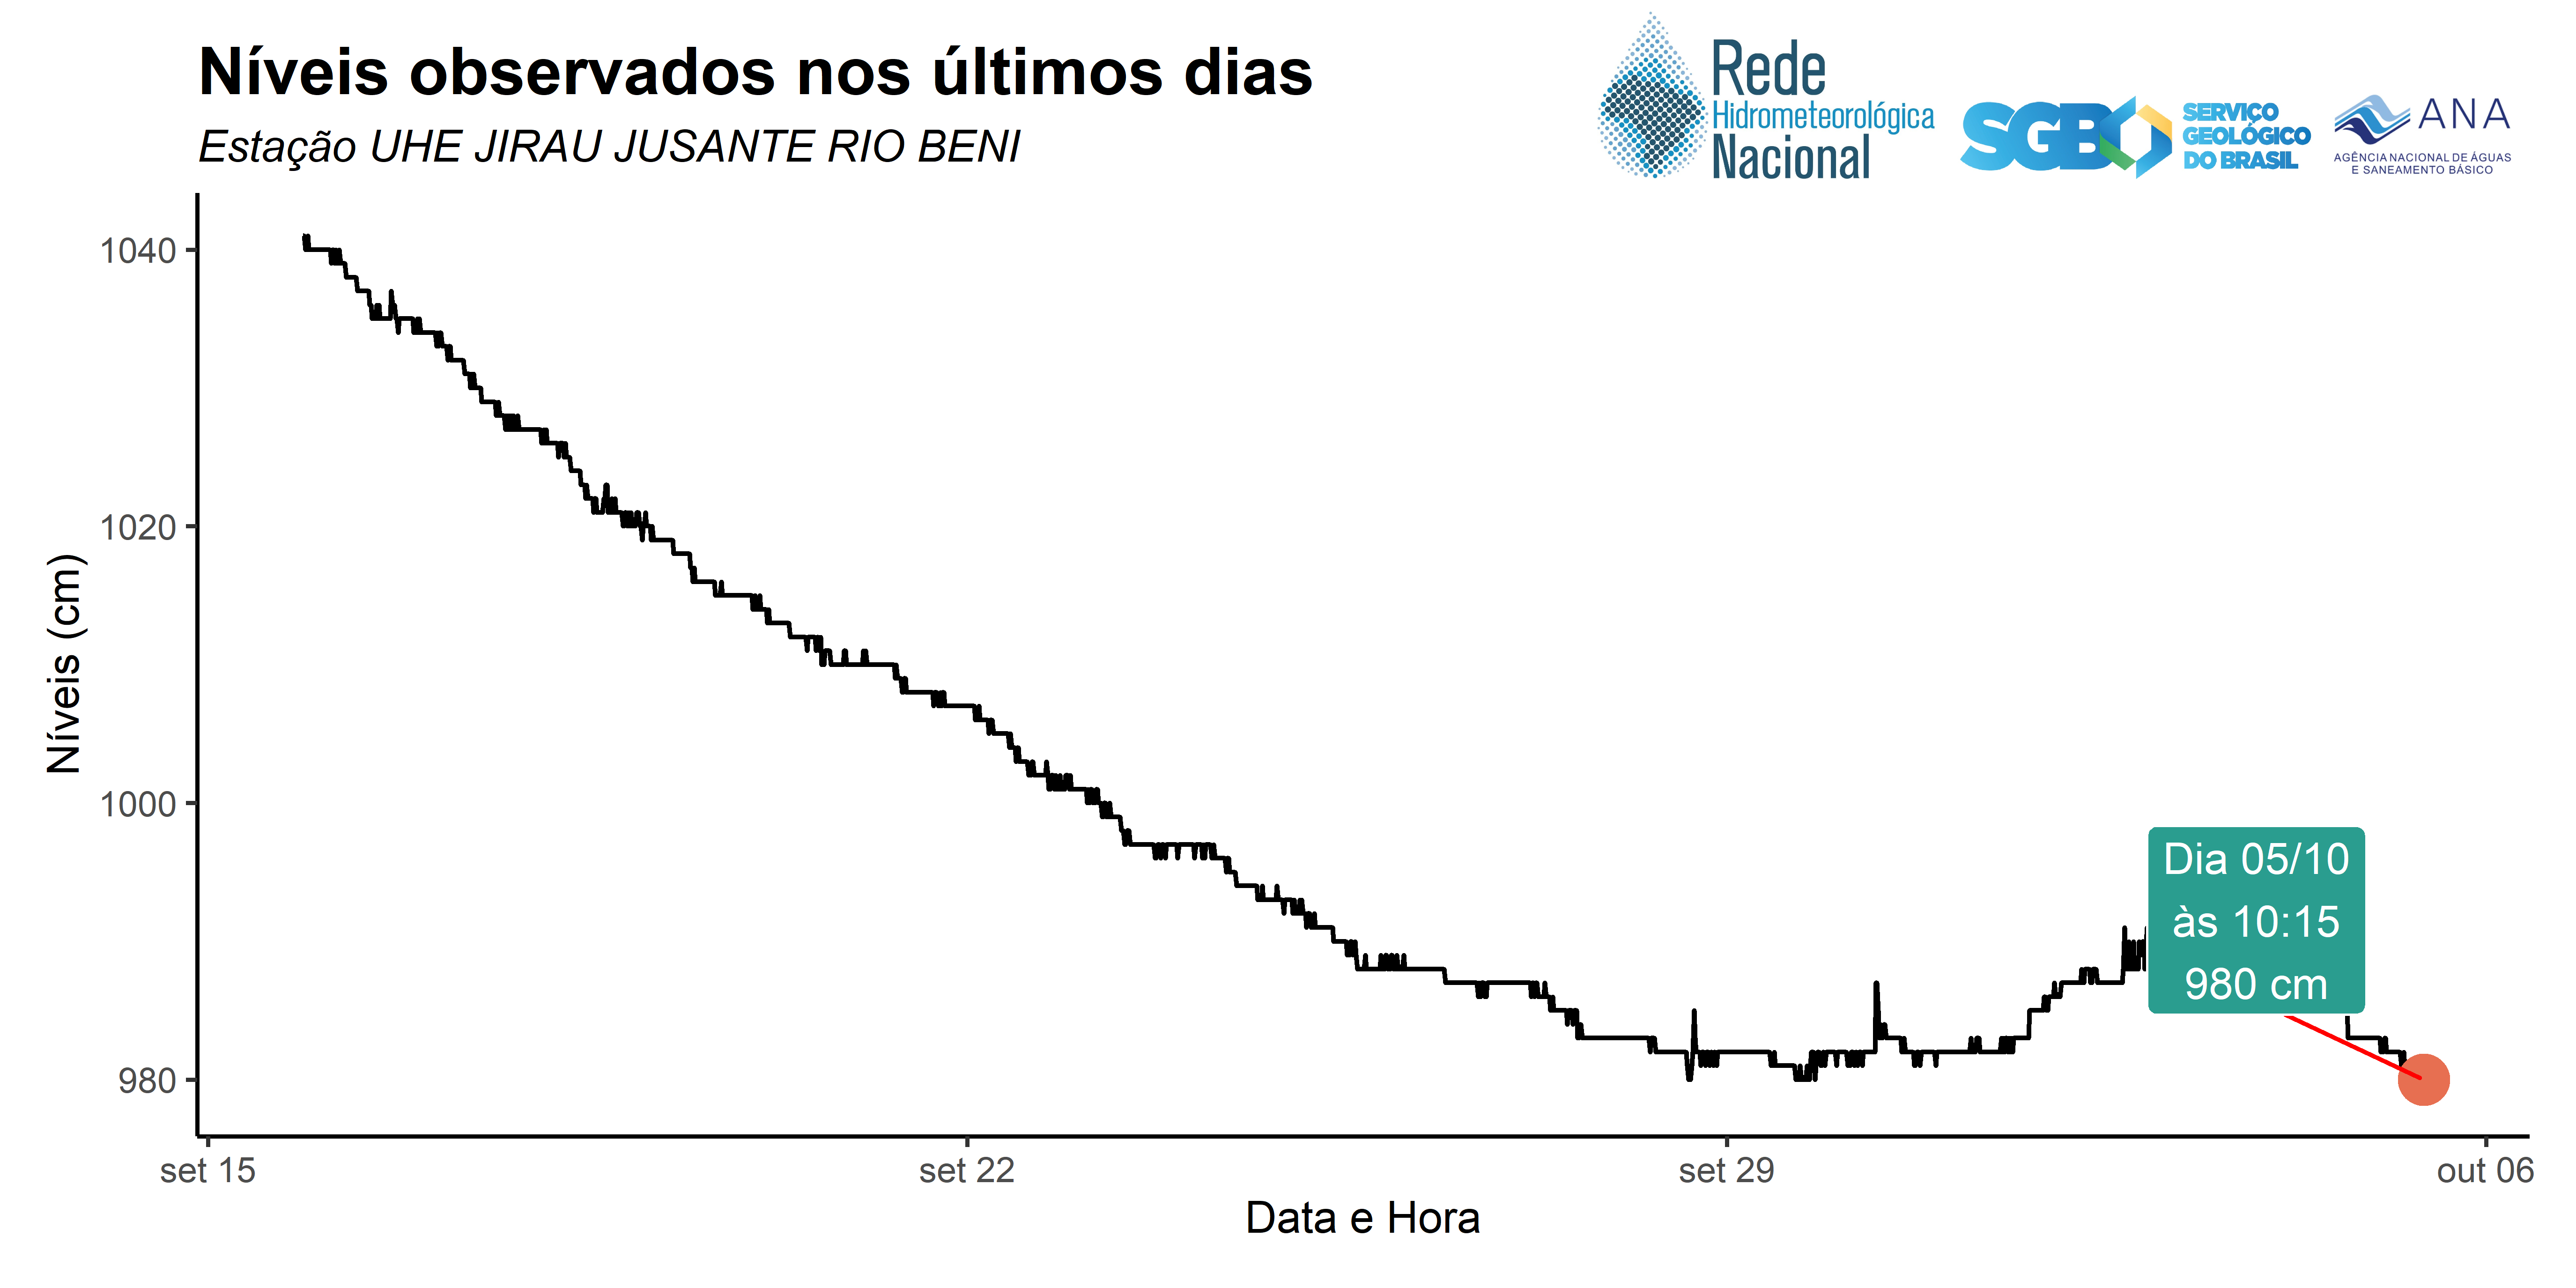 Níveis observados nos últimos dias
Estação UHE JIRAU JUSANTE RIO BENI
Rede
Hidrometeorológica
Nacional
SGB
SERVIÇO
GEOLÓGICO
DO BRASIL
ANA
AGÊNCIA NACIONAL DE ÁGUAS
E SANEAMENTO BÁSICO
Níveis (cm)
1040
1020
1000
980
Dia 05/10
às 10:15
980 cm
set 15
set 22
set 29
out 06
Data e Hora